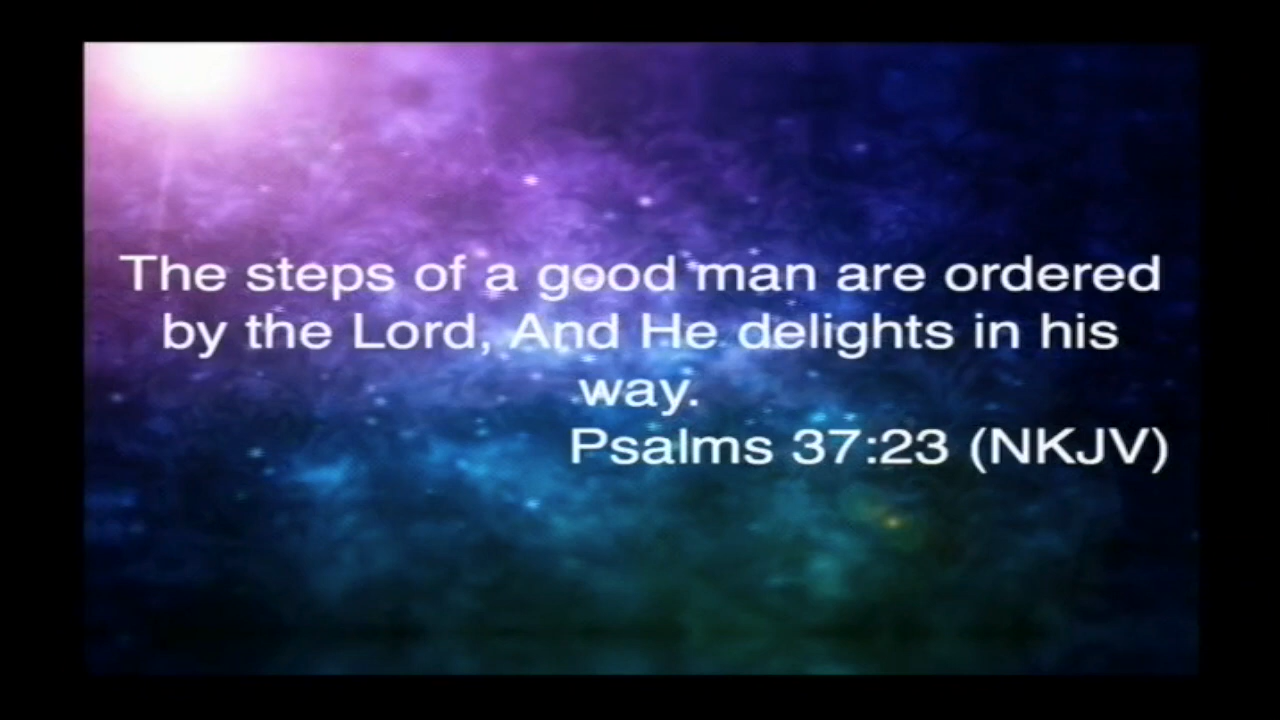 The steps of a good man are ordered
by the Lord, And He delights in his
way.
Psalms 37:23 (NKJV)